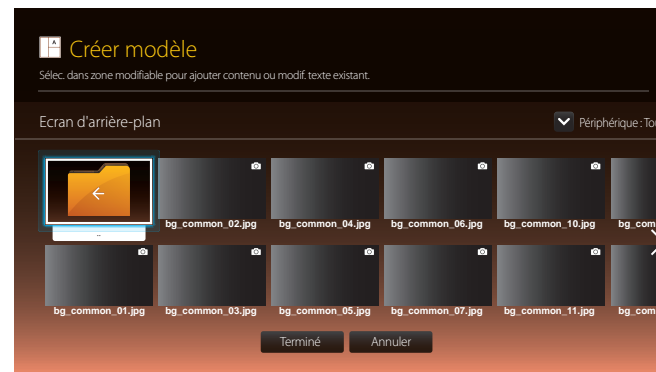 Créer modèle
Sélec. dans zone modifiable pour ajouter contenu ou modif. texte existant.
Ecran d'arrière-plan
Périphérique : Tou
..
bg_common_02.jpg bg_common_04.jpg bg_common_06.jpg bg_common_10.jpg bg_com
bg_common_01.jpg bg_common_03.jpg bg_common_05.jpg bg_common_07.jpg bg_common_11.jpg bg_com
Terminé Annuler